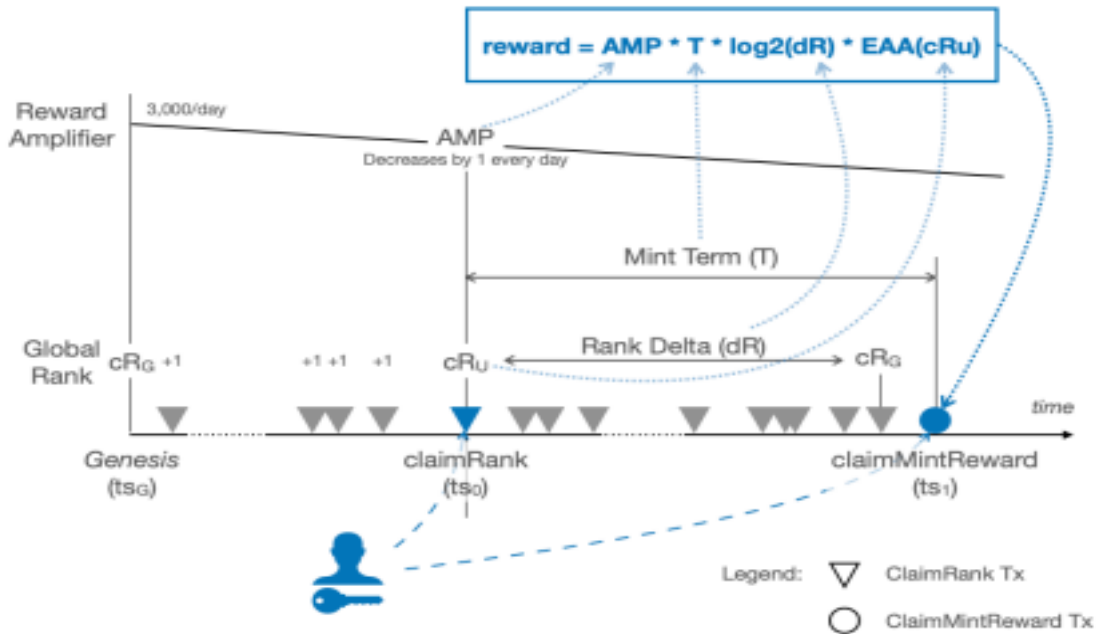 reward = AMP * T * log2(dR) * EAA(cRu)
Reward
Amplifier
3,000/day
AMP
Decreases by 1 every day
Mint Term (T)
Global
Rank
cRG +1 +1 +1 +1 cRU Rank Delta (dR) cRG
time
Genesis
(tsG)
claimRank
(ts0)
claimMintReward
(ts1)
Legend: ClaimRank Tx
ClaimMintReward Tx